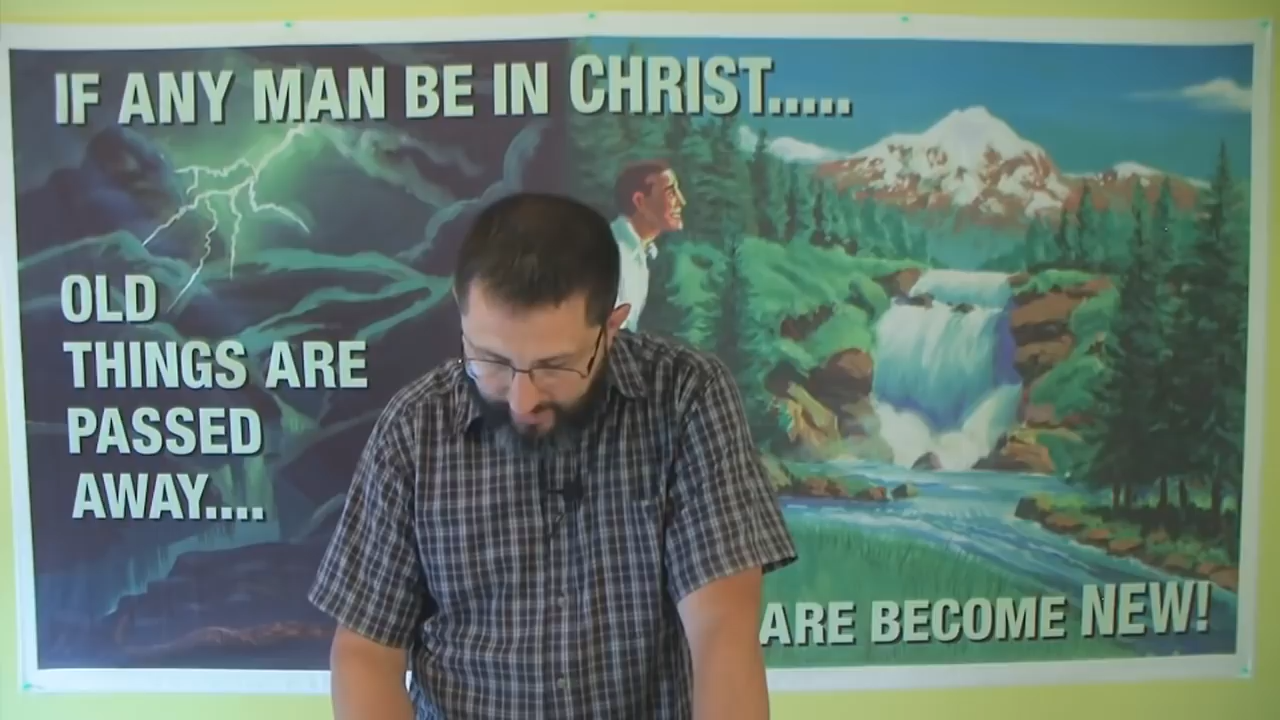 IF ANY MAN BE IN CHRIST.....
OLD
THINGS ARE
PASSED
AWAY....
ARE BECOME NEW!